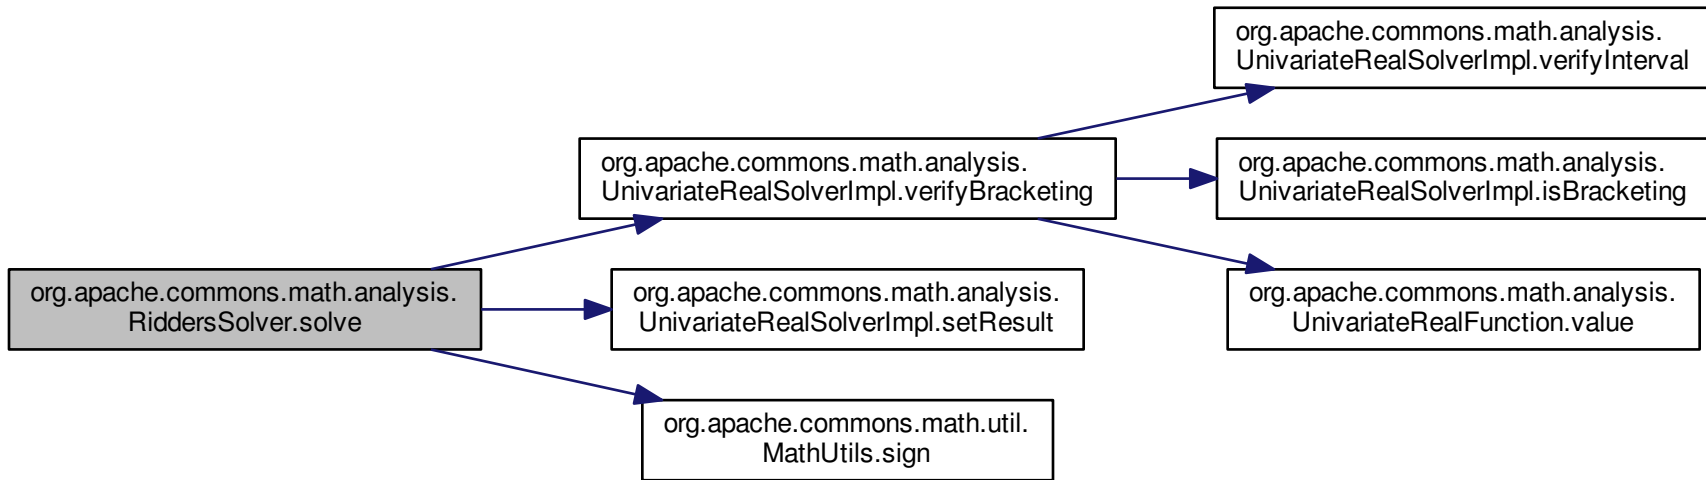 org.apache.commons.math.analysis.
UnivariateRealSolverImpl.verifyInterval
org.apache.commons.math.analysis.
UnivariateRealSolverImpl.verifyBracketing
org.apache.commons.math.analysis.
UnivariateRealSolverImpl.isBracketing
org.apache.commons.math.analysis.
RiddersSolver.solve
org.apache.commons.math.analysis.
UnivariateRealSolverImpl.setResult
org.apache.commons.math.analysis.
UnivariateRealFunction.value
org.apache.commons.math.util.
MathUtils.sign